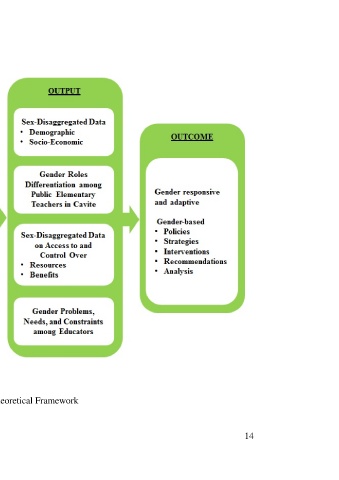 OUTPUT
Sex-Disaggregated Data
• Demographic
• Socio-Economic
Gender Roles
Differentiation among
Public Elementary
Teachers in Cavite
Sex-Disaggregated Data
on Access to and
Control Over
• Resources
• Benefits
Gender Problems,
Needs, and Constraints
among Educators
OUTCOME
Gender responsive
and adaptive
Gender-based
• Policies
• Strategies
• Interventions
• Recommendations
• Analysis
eoretical Framework
14